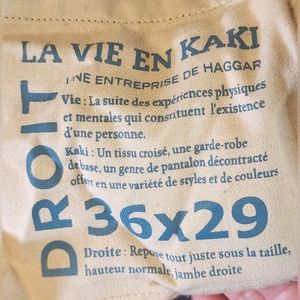 LA VIE EN KAKI
UNE ENTREPRISE DE HAGGAR
DROIT
Vie : La suite des expériences physiques
et mentales qui constituent l'existence
d'une personne.
Kaki : Un tissu croisé, une garde-robe
de base, un genre de pantalon décontracté
offert en une variété de styles et de couleurs
36x29
Droite : Repose tout juste sous la taille,
hauteur normale, jambe droite